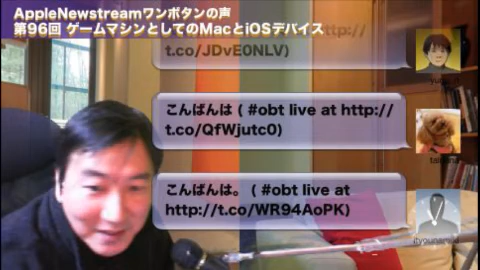 AppleNewstreamワンボタンの声
第96回 ゲームマシンとしてのMacとiOSデバイス
http://
t.co/JDvE0NLV)
こんばんは ( #obt live at http://
t.co/QfWjutc0)
こんばんは。 ( #obt live at
http://t.co/WR94AoPK)